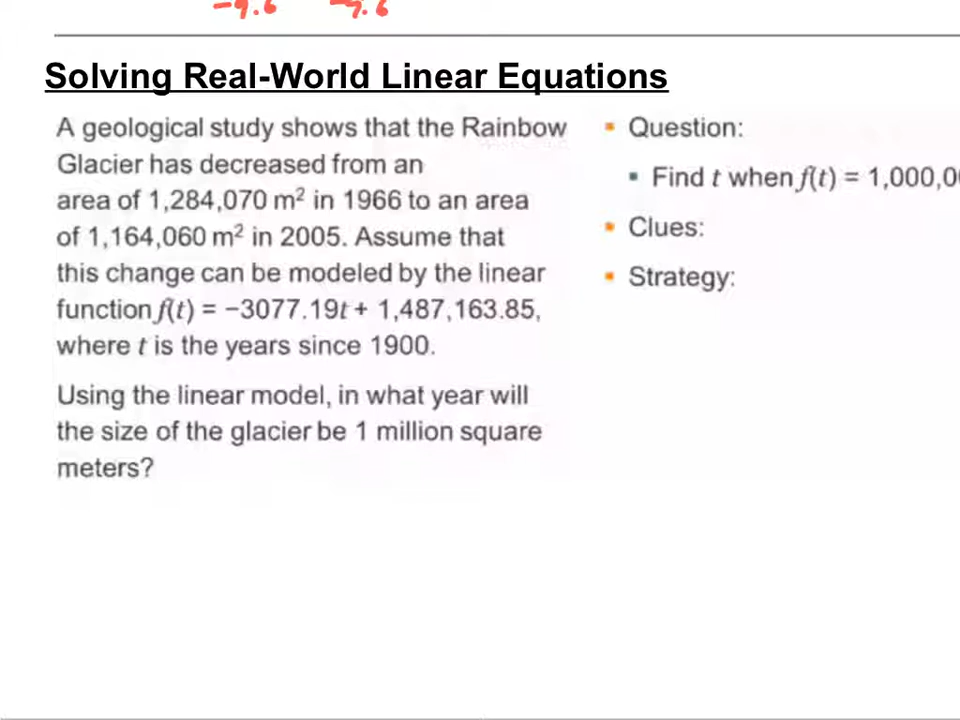 -9.6 -9.6
Solving Real-World Linear Equations
A geological study shows that the Rainbow
Glacier has decreased from an
area of 1,284,070 m² in 1966 to an area
of 1,164,060 m² in 2005. Assume that
this change can be modeled by the linear
function f(t) = −3077.19t + 1,487,163.85,
where t is the years since 1900.
Using the linear model, in what year will
the size of the glacier be 1 million square
meters?
▪ Question:
▪ Find t when f(t) = 1,000,0
▪ Clues:
▪ Strategy: